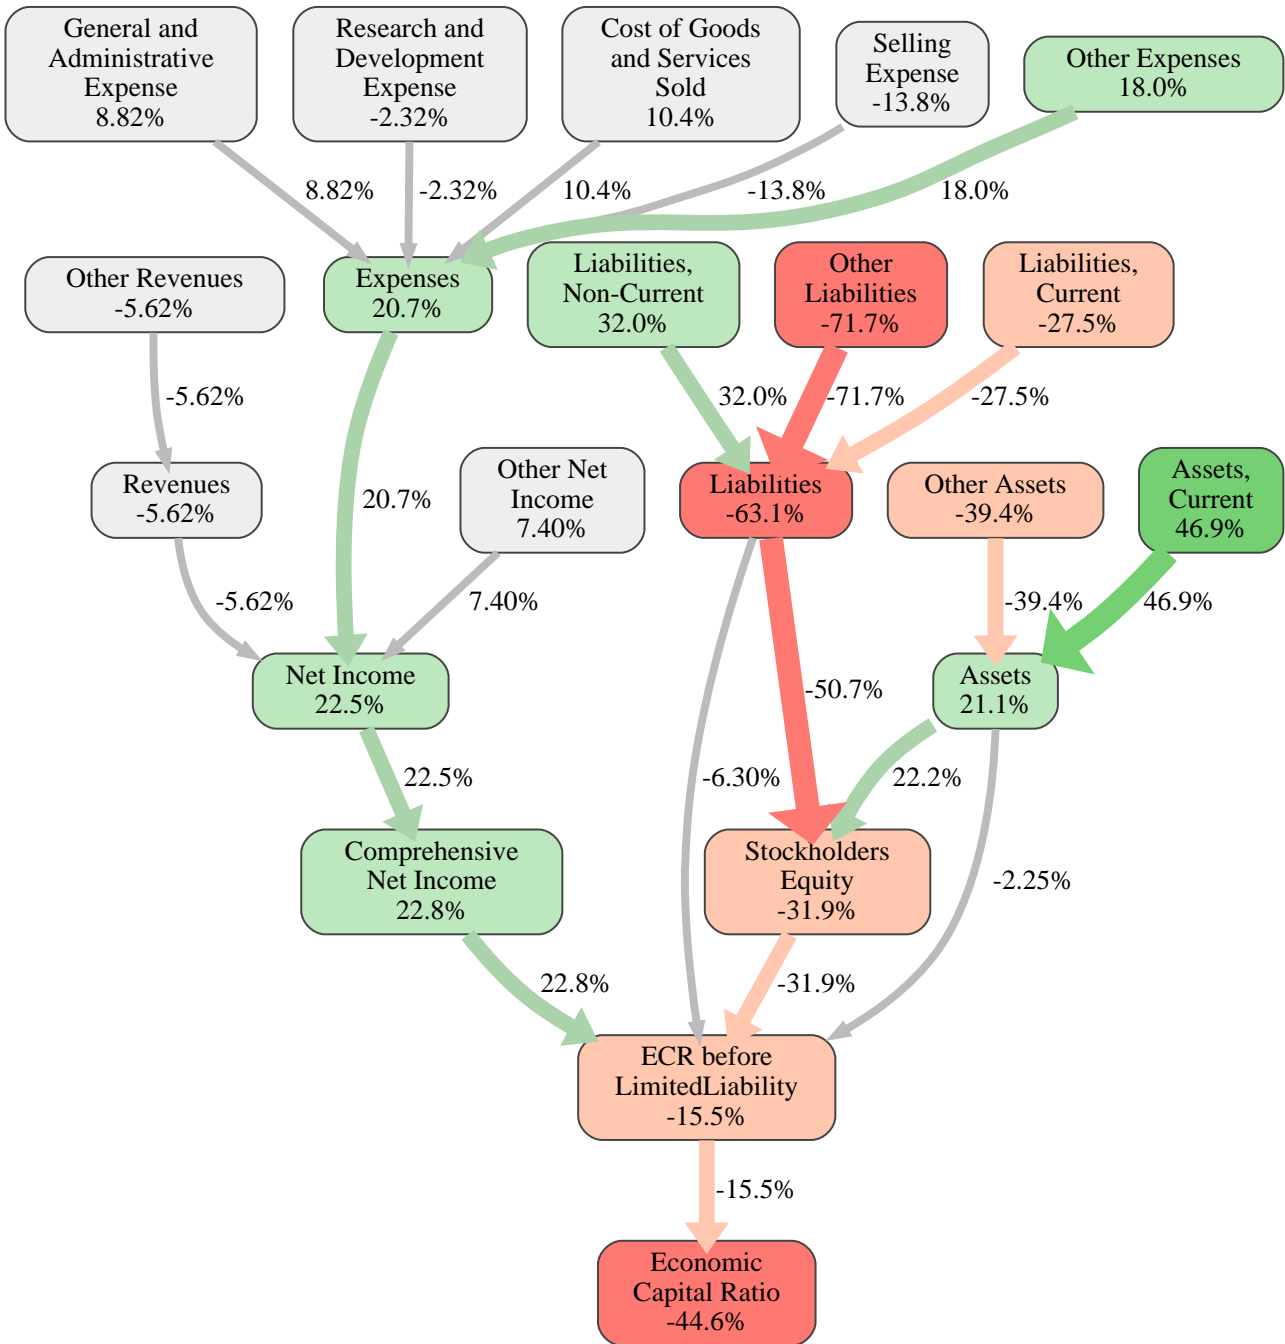 General and
Administrative
Expense
8.82%
Research and
Development
Expense
-2.32%
Cost of Goods
and Services
Sold
10.4%
Selling
Expense
-13.8%
Other Expenses
18.0%
8.82%
-2.32%
10.4%
-13.8%
18.0%
Other Revenues
-5.62%
Expenses
20.7%
Liabilities,
Non-Current
32.0%
Other
Liabilities
-71.7%
Liabilities,
Current
-27.5%
-5.62%
32.0%
-71.7%
-27.5%
Revenues
-5.62%
20.7%
Other Net
Income
7.40%
Liabilities
-63.1%
Other Assets
-39.4%
Assets,
Current
46.9%
-5.62%
7.40%
-39.4%
46.9%
Net Income
22.5%
-50.7%
Assets
21.1%
22.5%
-6.30%
22.2%
Comprehensive
Net Income
22.8%
Stockholders
Equity
-31.9%
-2.25%
22.8%
-31.9%
ECR before
LimitedLiability
-15.5%
-15.5%
Economic
Capital Ratio
-44.6%